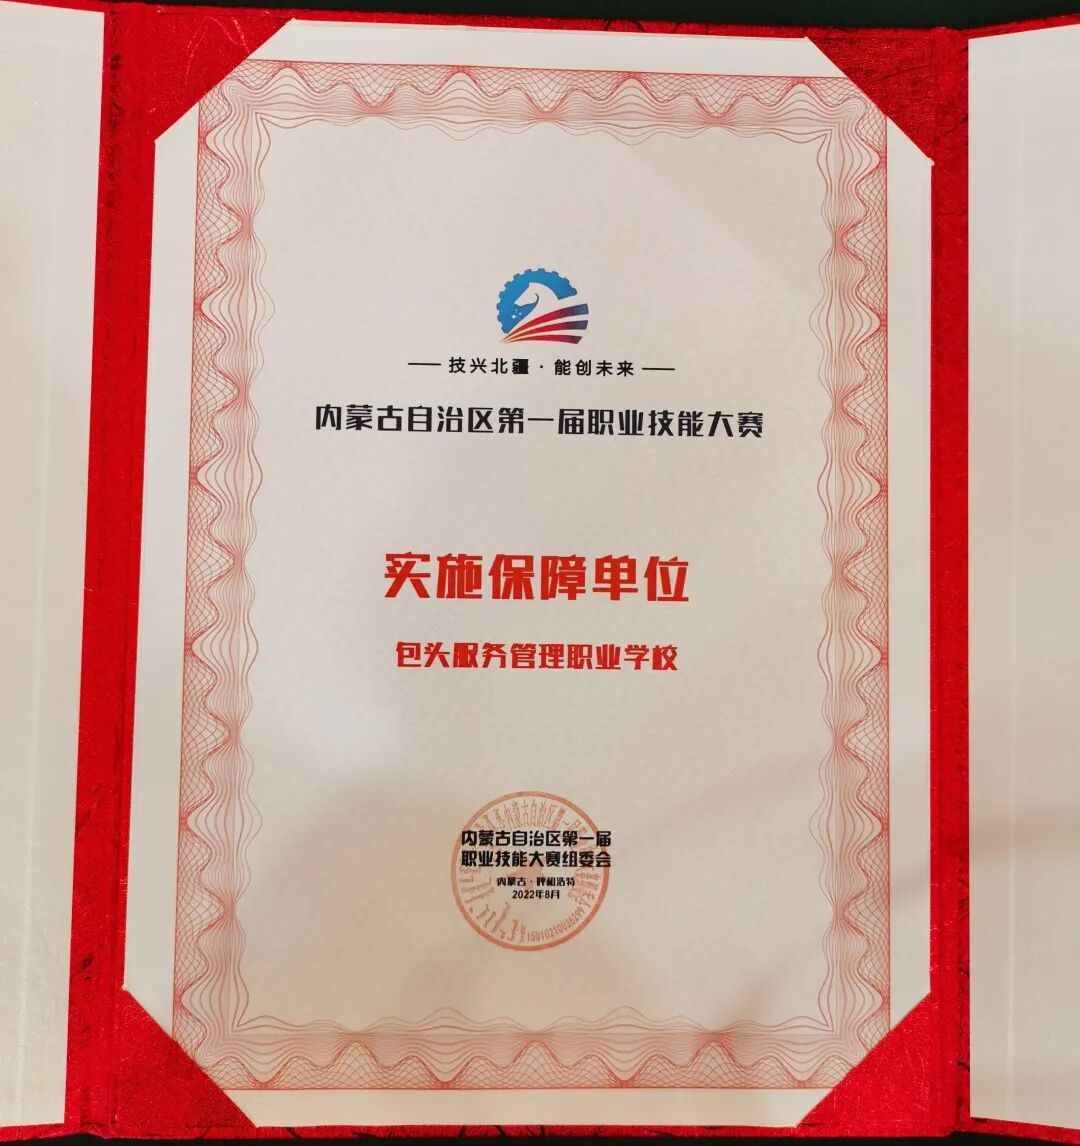 技兴北疆·能创未来
内蒙古自治区第一届职业技能大赛
实施保障单位
包头服务管理职业学校
内蒙古自治区第一届
职业技能大赛组委会
内蒙古·呼和浩特
2022年8月